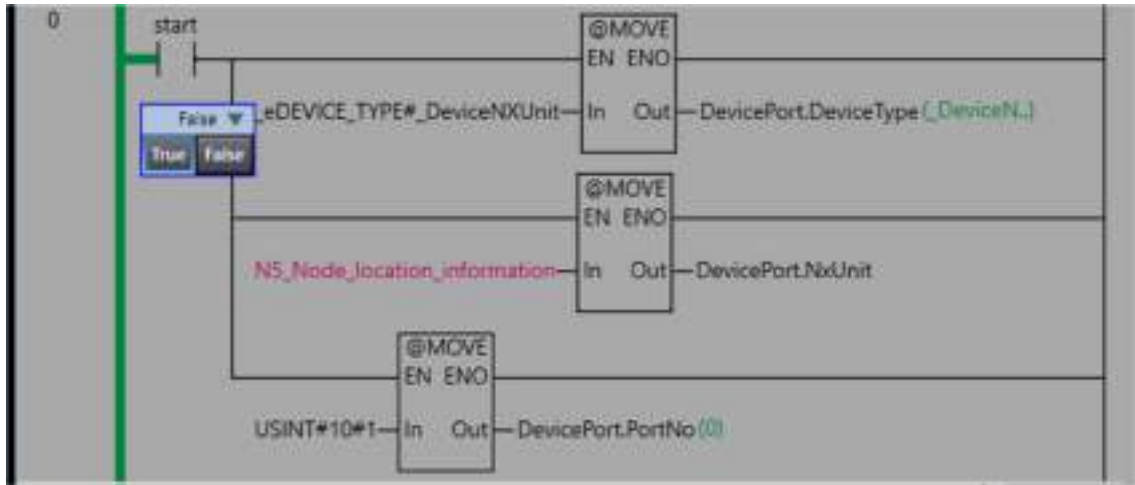 0
start
@MOVE
EN ENO
False ▼
_eDEVICE_TYPE#_DeviceNXUnit
In Out
DevicePort.DeviceType (_DeviceN..)
True False
@MOVE
EN ENO
N5_Node_location_information
In Out
DevicePort.NxUnit
@MOVE
EN ENO
USINT#10#1
In Out
DevicePort.PortNo (0)